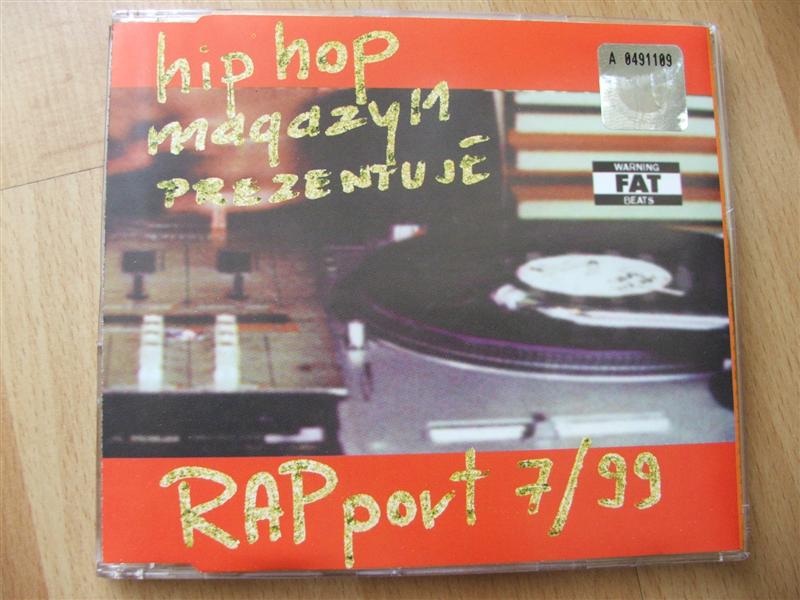 hip hop
magazyn
PREZENTUJE
A 0491109
WARNING
FAT
BEATS
RAPport 7/99